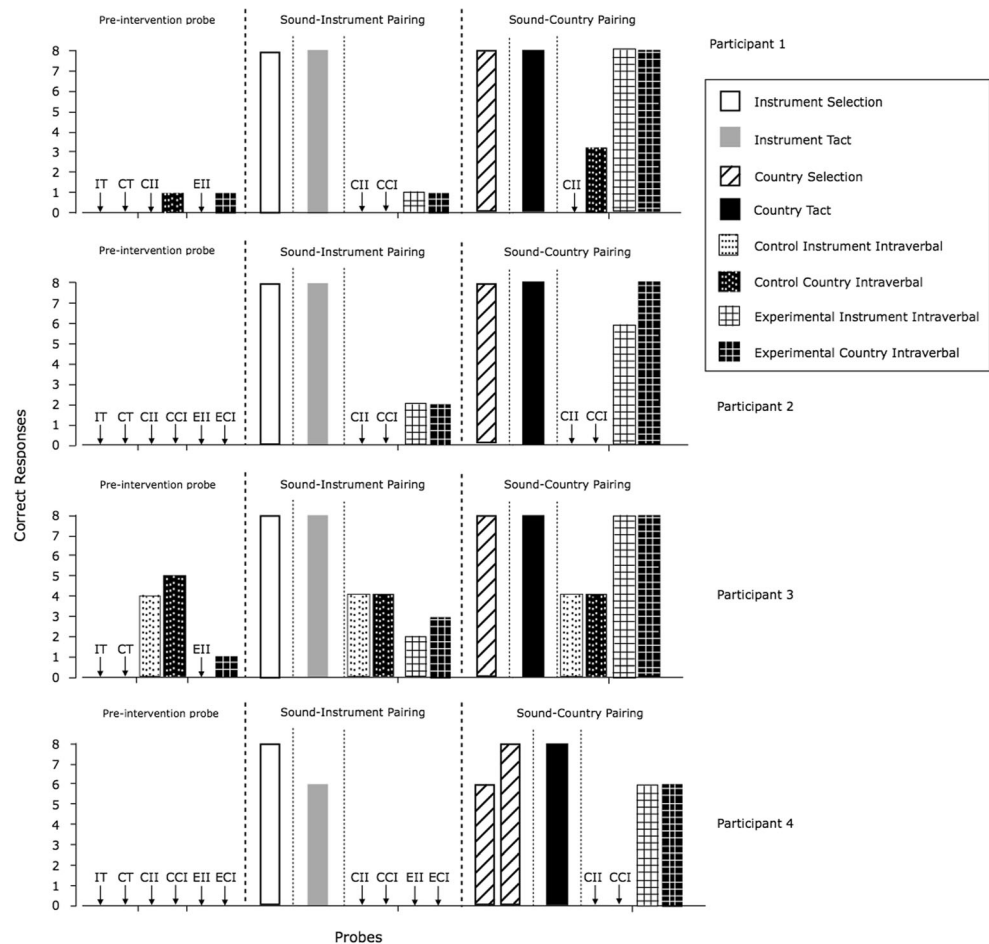 Pre-intervention probe Sound-Instrument Pairing Sound-Country Pairing
Participant 1
8
7
6
5
4
3
2
1
0
IT CT CII EII CII CCI CII
Instrument Selection
Instrument Tact
Country Selection
Country Tact
Control Instrument Intraverbal
Control Country Intraverbal
Experimental Instrument Intraverbal
Experimental Country Intraverbal
Pre-intervention probe Sound-Instrument Pairing Sound-Country Pairing
Participant 2
8
7
6
5
4
3
2
1
0
IT CT CII CCI EII ECI CII CCI CII CCI
Correct Responses
Pre-intervention probe Sound-Instrument Pairing Sound-Country Pairing
Participant 3
8
7
6
5
4
3
2
1
0
IT CT EII
Pre-intervention probe Sound-Instrument Pairing Sound-Country Pairing
Participant 4
8
7
6
5
4
3
2
1
0
IT CT CII CCI EII ECI CII CCI EII ECI CII CCI
Probes